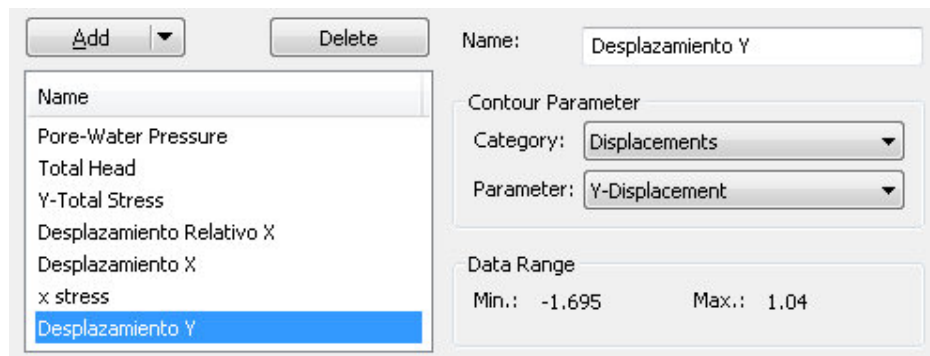 Add
Delete
Name
Pore-Water Pressure
Total Head
Y-Total Stress
Desplazamiento Relativo X
Desplazamiento X
x stress
Desplazamiento Y
Name: Desplazamiento Y
Contour Parameter
Category: Displacements
Parameter: Y-Displacement
Data Range
Min.: -1.695 Max.: 1.04